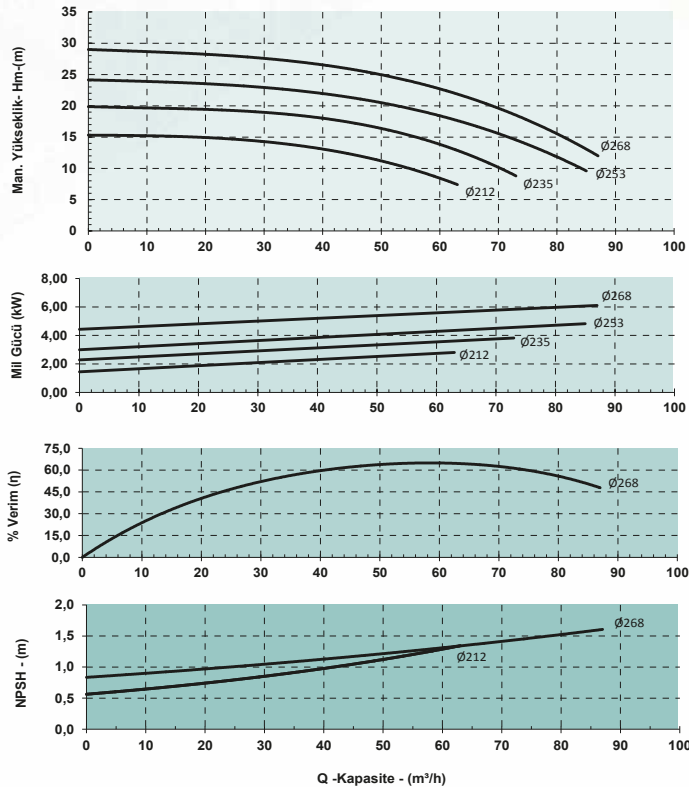 Man. Yükseklik- Hm-(m)
35
30
25
20
15
10
5
0
Ø268
Ø253
Ø235
Ø212
0 10 20 30 40 50 60 70 80 90 100
Mil Gücü (kW)
8,00
6,00
4,00
2,00
0,00
Ø268
Ø253
Ø235
Ø212
0 10 20 30 40 50 60 70 80 90 100
% Verim (η)
75,0
60,0
45,0
30,0
15,0
0,0
Ø268
0 10 20 30 40 50 60 70 80 90 100
NPSH - (m)
2,0
1,5
1,0
0,5
0,0
Ø268
Ø212
0 10 20 30 40 50 60 70 80 90 100
Q -Kapasite - (m³/h)